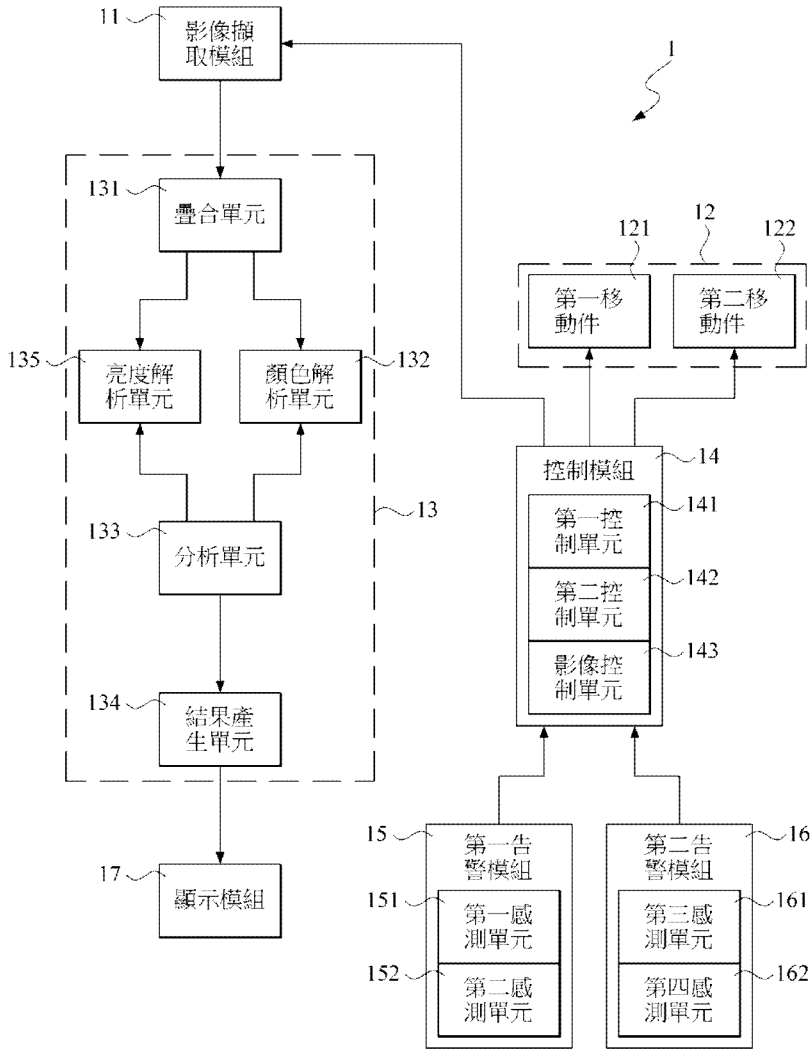 11
影像擷
取模組
1
131
疊合單元
121
12
122
第一移
動件
第二移
動件
135
亮度解
析單元
132
顏色解
析單元
14
控制模組
141
第一控
制單元
142
第二控
制單元
143
影像控
制單元
133
分析單元
13
134
結果產
生單元
17
顯示模組
15
第一告
警模組
151
第一感
測單元
152
第二感
測單元
16
第二告
警模組
161
第三感
測單元
162
第四感
測單元